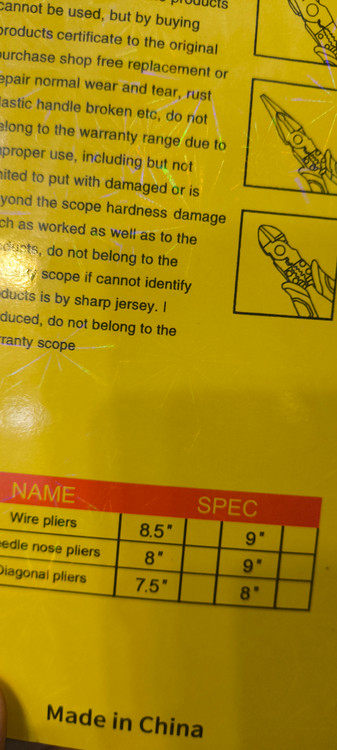 products
cannot be used, but by buying
products certificate to the original
purchase shop free replacement or
epair normal wear and tear, rust
lastic handle broken etc, do not
elong to the warranty range due to
proper use, including but not
ited to put with damaged or is
yond the scope hardness damage
ch as worked as well as to the
do not belong to the
scope if cannot identify
ducts is by sharp jersey. I
duced, do not belong to the
ranty scope
NAME SPEC
Wire pliers 8.5" 9"
edle nose pliers 8" 9"
Diagonal pliers 7.5" 8"
Made in China